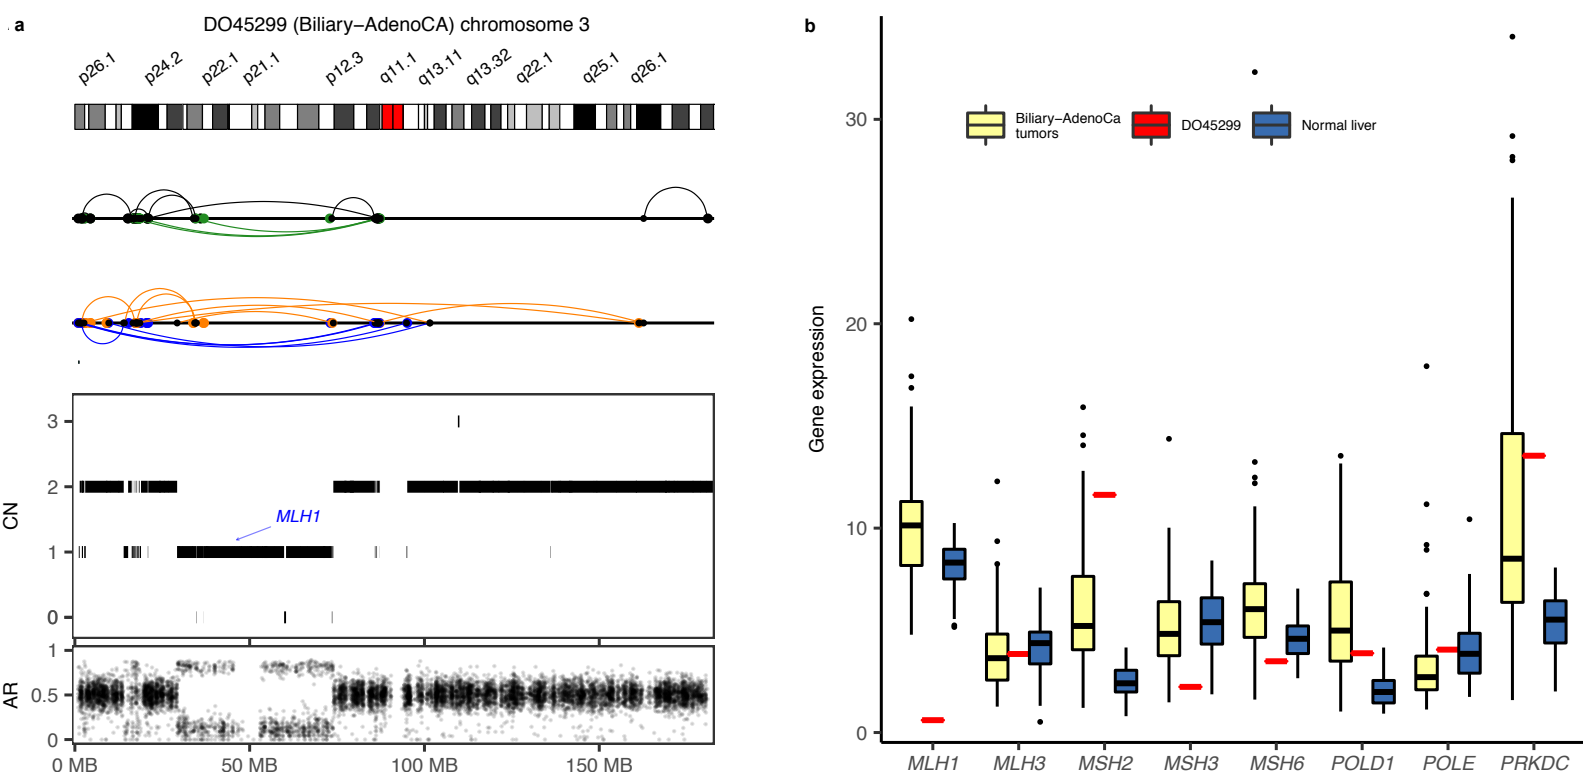 a
DO45299 (Biliary−AdenoCA) chromosome 3
p26.1 p24.2 p22.1 p21.1 p12.3 q11.1 q13.11 q13.32 q22.1 q25.1 q26.1
CN
3
2
1
0
MLH1
AR
1
0.5
0
0 MB 50 MB 100 MB 150 MB
b
Gene expression
30
20
10
0
Biliary−AdenoCa
tumors
DO45299
Normal liver
MLH1 MLH3 MSH2 MSH3 MSH6 POLD1 POLE PRKDC